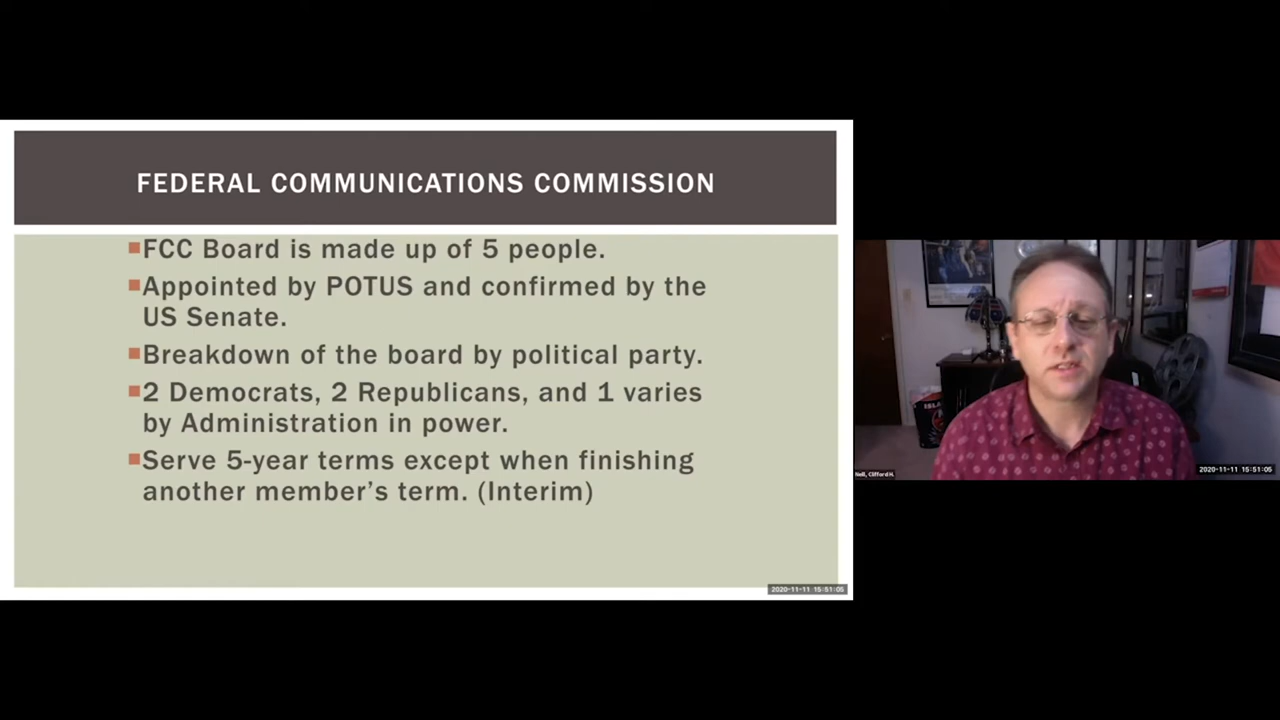 FEDERAL COMMUNICATIONS COMMISSION
FCC Board is made up of 5 people.
Appointed by POTUS and confirmed by the
US Senate.
Breakdown of the board by political party.
2 Democrats, 2 Republicans, and 1 varies
by Administration in power.
Serve 5-year terms except when finishing
another member's term. (Interim)
2020-11-11 15:51:05
Neill, Clifford H.
2020-11-11 15:51:05